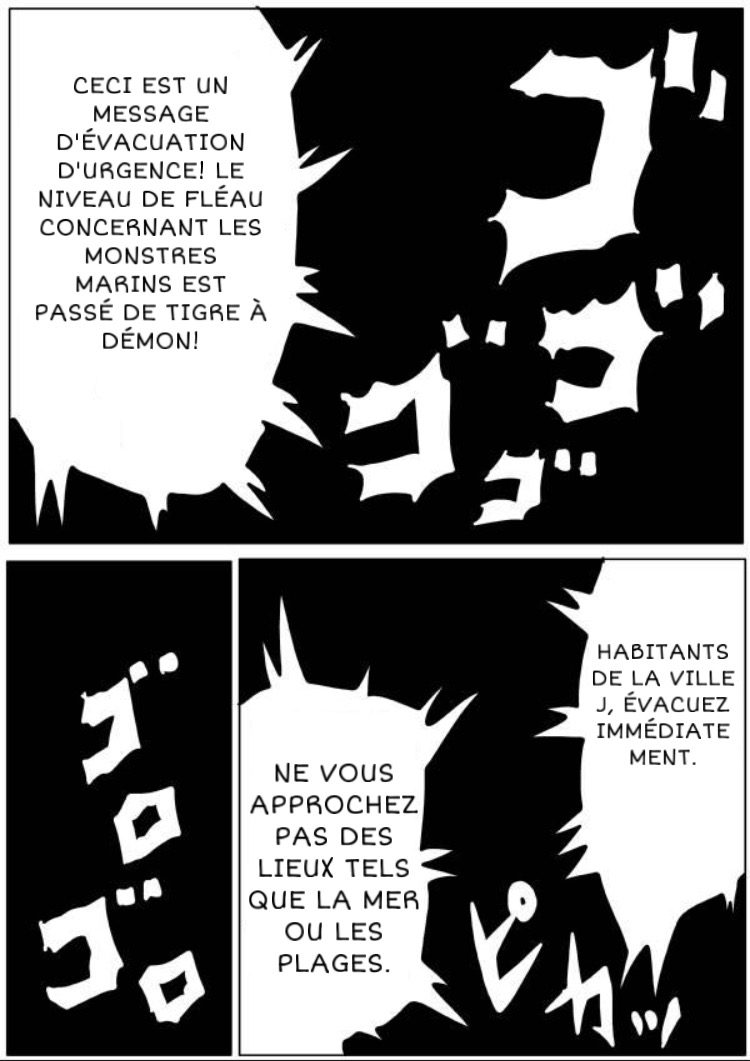 CECI EST UN
MESSAGE
D'ÉVACUATION
D'URGENCE! LE
NIVEAU DE FLÉAU
CONCERNANT LES
MONSTRES
MARINS EST
PASSÉ DE TIGRE À
DÉMON!
ゴ
ゴ
ゴ
ゴ
HABITANTS
DE LA VILLE
J, ÉVACUEZ
IMMÉDIATE
MENT.
NE VOUS
APPROCHEZ
PAS DES
LIEUX TELS
QUE LA MER
OU LES
PLAGES.
ピカッ
ゴロゴロ